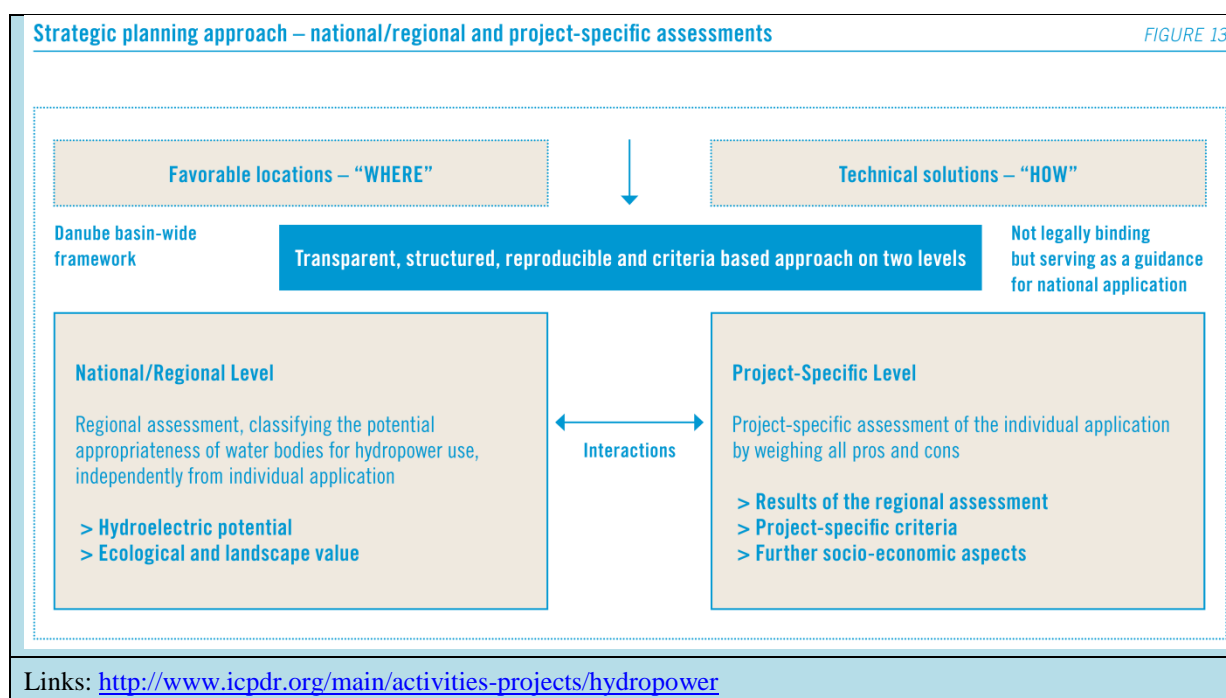 Strategic planning approach – national/regional and project-specific assessments
FIGURE 13
Favorable locations – “WHERE”
Technical solutions – “HOW”
Danube basin-wide
framework
Transparent, structured, reproducible and criteria based approach on two levels
Not legally binding
but serving as a guidance
for national application
National/Regional Level
Regional assessment, classifying the potential
appropriateness of water bodies for hydropower use,
independently from individual application
> Hydroelectric potential
> Ecological and landscape value
Interactions
Project-Specific Level
Project-specific assessment of the individual application
by weighing all pros and cons
> Results of the regional assessment
> Project-specific criteria
> Further socio-economic aspects
Links: http://www.icpdr.org/main/activities-projects/hydropower